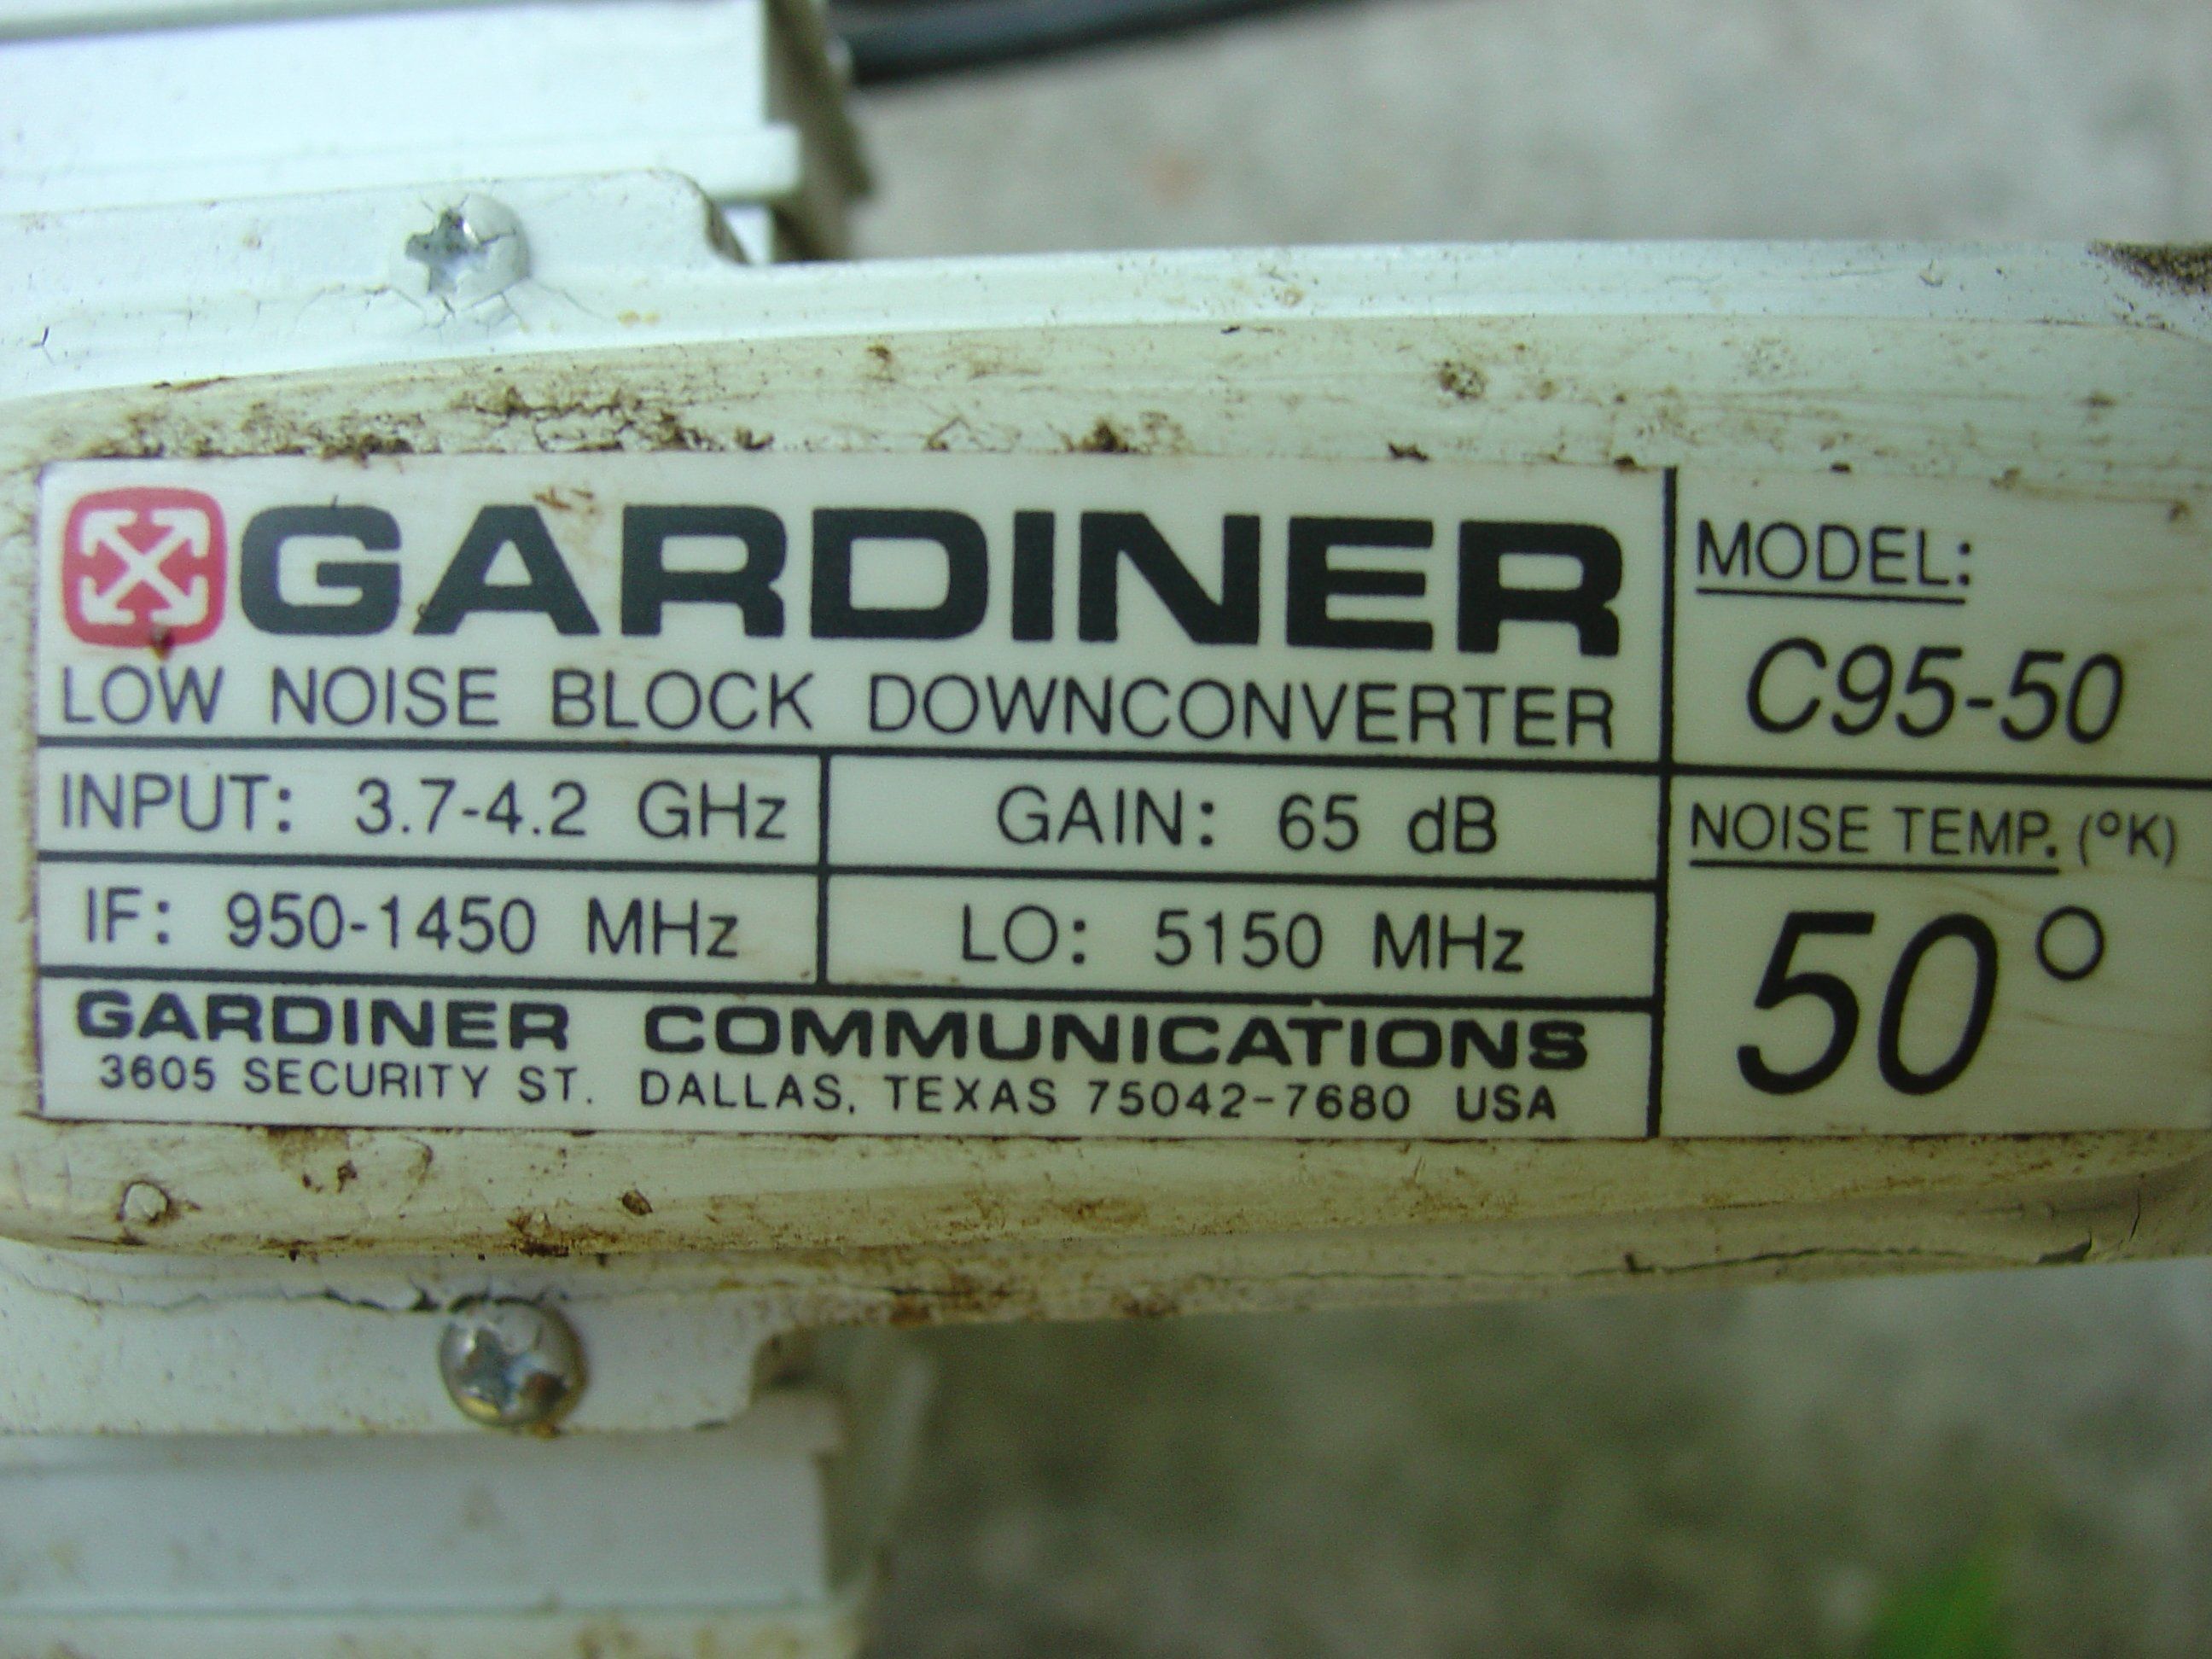 GARDINER
LOW NOISE BLOCK DOWNCONVERTER
MODEL:
C95-50
INPUT: 3.7-4.2 GHz
GAIN: 65 dB
IF: 950-1450 MHz
LO: 5150 MHz
NOISE TEMP. (°K)
50°
GARDINER COMMUNICATIONS
3605 SECURITY ST. DALLAS, TEXAS 75042-7680 USA